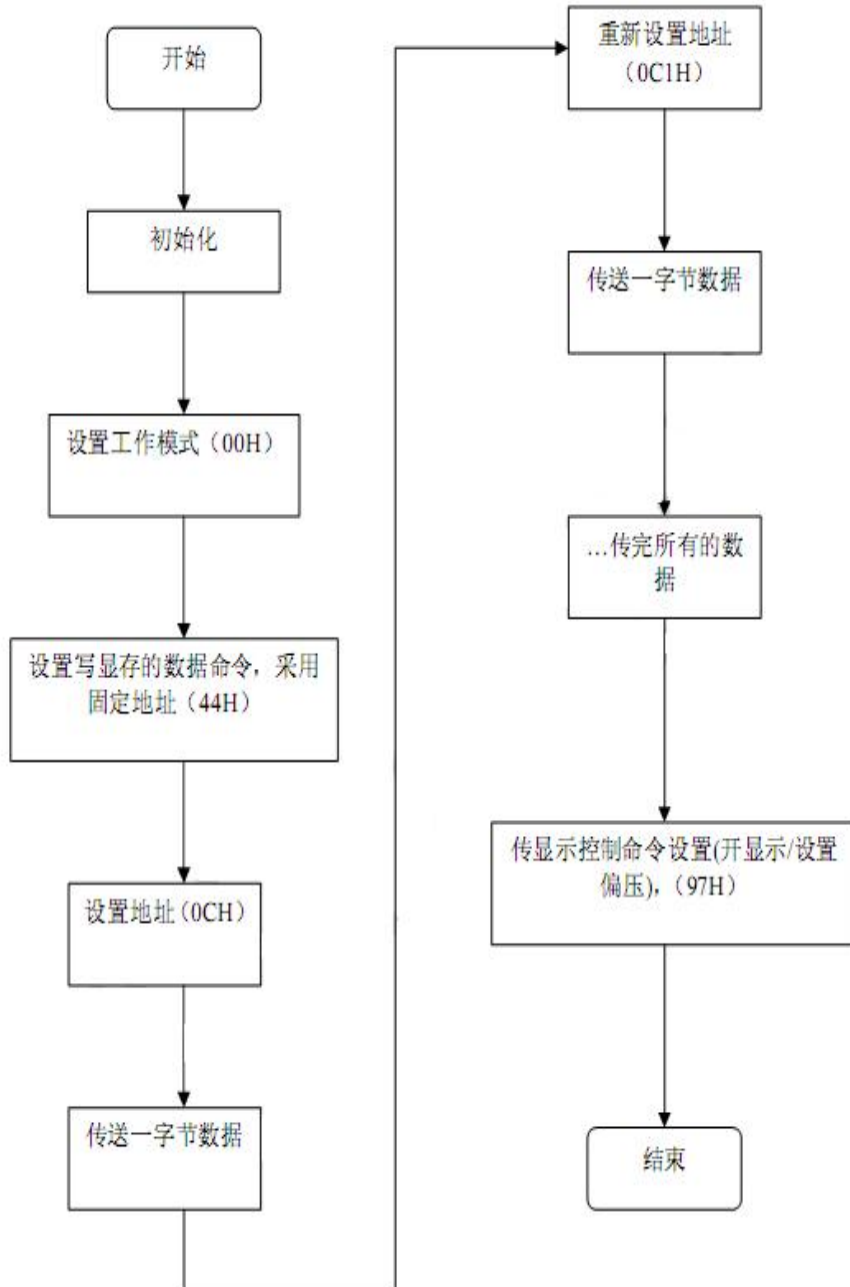 开始
初始化
设置工作模式（00H）
设置写显存的数据命令，采用
固定地址（44H）
设置地址（0CH）
传送一字节数据
重新设置地址
（0C1H）
传送一字节数据
…传完所有的数
据
传显示控制命令设置(开显示/设置
偏压)，（97H）
结束